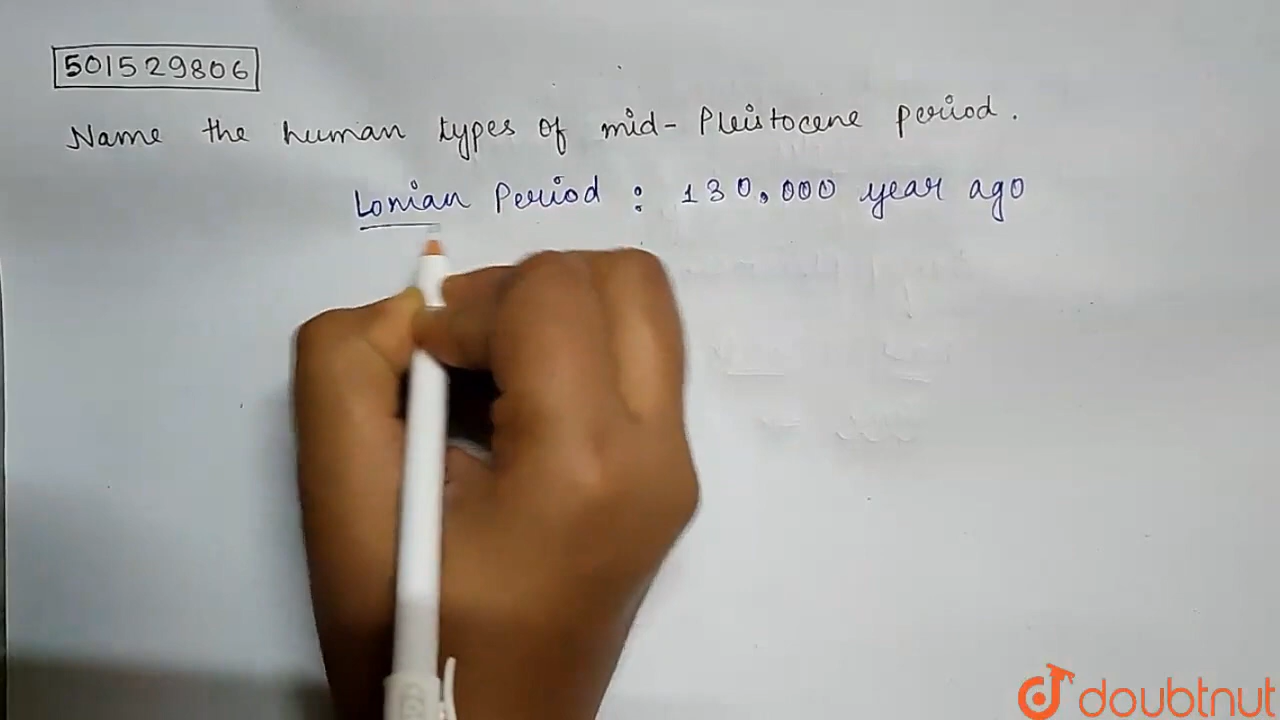 501529806
Name the human types of mid-Pleistocene period.
Lonian Period : 130,000 year ago
doubtnut